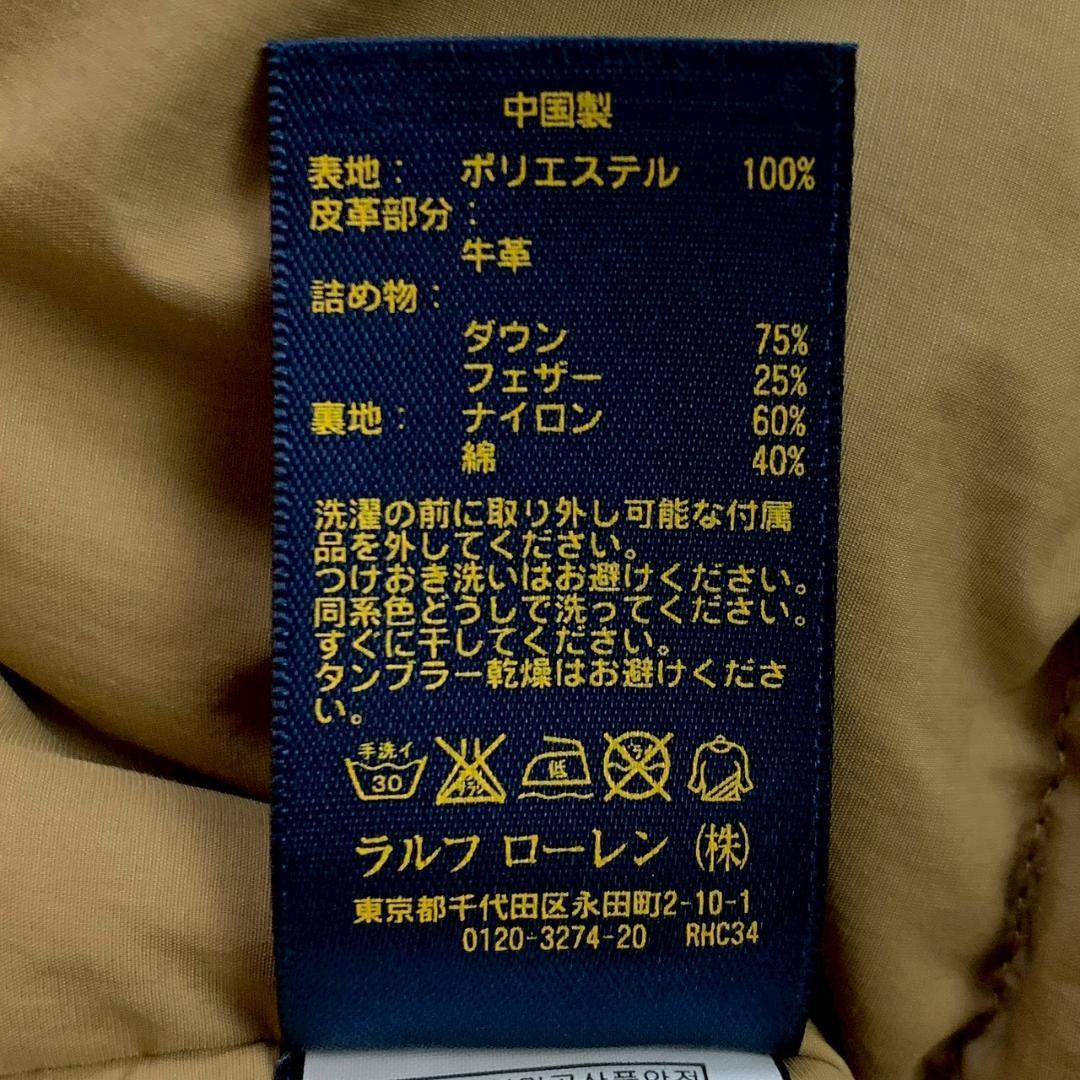 中国製
表地： ポリエステル 100%
皮革部分：
牛革
詰め物：
ダウン 75%
フェザー 25%
裏地： ナイロン 60%
綿 40%
洗濯の前に取り外し可能な付属
品を外してください。
つけおき洗いはお避けください。
同系色どうしで洗ってください。
すぐに干してください。
タンブラー乾燥はお避けくださ
い。
手洗イ
30
低
ラルフ ローレン（株）
東京都千代田区永田町2-10-1
0120-3274-20 RHC34